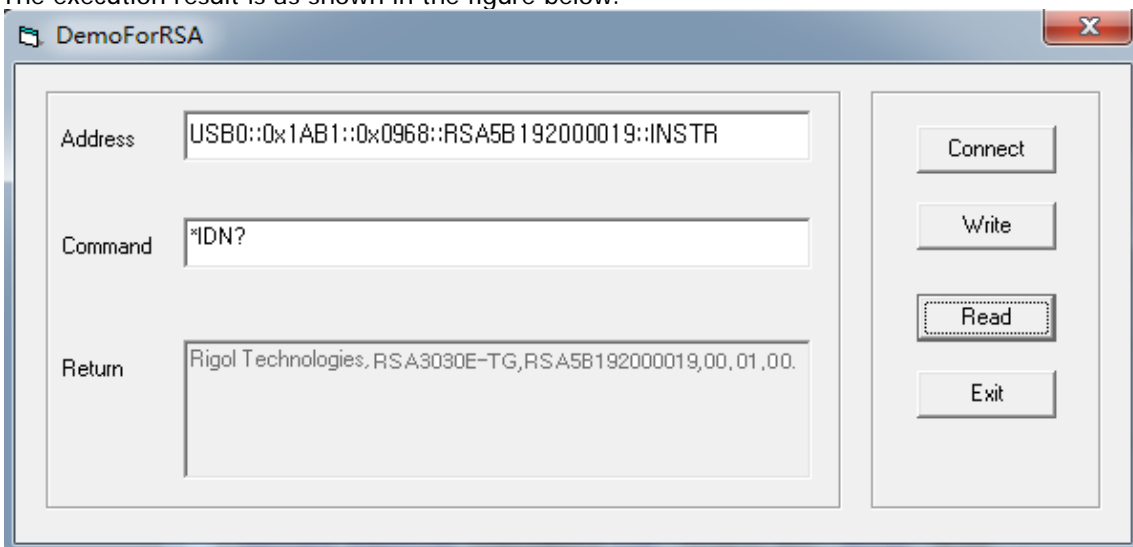 The execution result is as shown in the figure below.
DemoForRSA
Address
USB0::0x1AB1::0x0968::RSA5B192000019::INSTR
Connect
Command
*IDN?
Write
Read
Return
Rigol Technologies, RSA3030E-TG,RSA5B192000019,00,01,00.
Exit